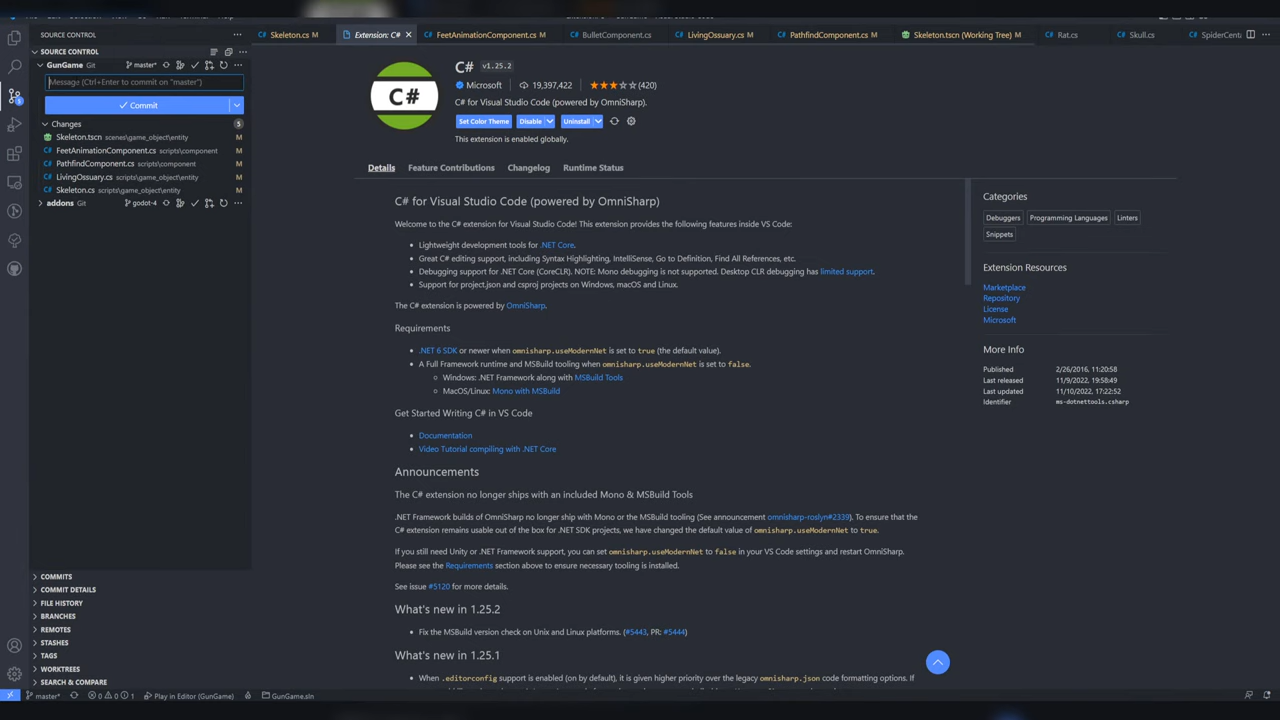 SOURCE CONTROL
SOURCE CONTROL
GunGame Git
master*
Message (Ctrl+Enter to commit on "master")
Commit
Changes
5
Skeleton.tscn scenes\game_object\entity M
FeetAnimationComponent.cs scripts\component M
PathfindComponent.cs scripts\component M
LivingOssuary.cs scripts\game_object\entity M
Skeleton.cs scripts\game_object\entity M
addons Git
godot-4
COMMITS
COMMIT DETAILS
FILE HISTORY
BRANCHES
REMOTES
STASHES
TAGS
WORKTREES
SEARCH & COMPARE
Skeleton.cs M
Extension: C#
FeetAnimationComponent.cs M
BulletComponent.cs
LivingOssuary.cs M
PathfindComponent.cs M
Skeleton.tscn (Working Tree) M
Rat.cs
Skull.cs
SpiderCent
C#
C# v1.25.2
Microsoft
19,397,422
(420)
C# for Visual Studio Code (powered by OmniSharp).
Set Color Theme
Disable
Uninstall
This extension is enabled globally.
Details
Feature Contributions
Changelog
Runtime Status
C# for Visual Studio Code (powered by OmniSharp)
Welcome to the C# extension for Visual Studio Code! This extension provides the following features inside VS Code:
• Lightweight development tools for .NET Core.
• Great C# editing support, including Syntax Highlighting, IntelliSense, Go to Definition, Find All References, etc.
• Debugging support for .NET Core (CoreCLR). NOTE: Mono debugging is not supported. Desktop CLR debugging has limited support.
• Support for project.json and csproj projects on Windows, macOS and Linux.
The C# extension is powered by OmniSharp.
Requirements
• .NET 6 SDK or newer when omnisharp.useModernNet is set to true (the default value).
• A Full Framework runtime and MSBuild tooling when omnisharp.useModernNet is set to false.
Windows: .NET Framework along with MSBuild Tools
MacOS/Linux: Mono with MSBuild
Get Started Writing C# in VS Code
• Documentation
• Video Tutorial compiling with .NET Core
Announcements
The C# extension no longer ships with an included Mono & MSBuild Tools
.NET Framework builds of OmniSharp no longer ship with Mono or the MSBuild tooling (See announcement omnisharp-roslyn#2339). To ensure that the
C# extension remains usable out of the box for .NET SDK projects, we have changed the default value of omnisharp.useModernNet to true.
If you still need Unity or .NET Framework support, you can set omnisharp.useModernNet to false in your VS Code settings and restart OmniSharp.
Please see the Requirements section above to ensure necessary tooling is installed.
See issue #5120 for more details.
What's new in 1.25.2
• Fix the MSBuild version check on Unix and Linux platforms. (#5443, PR: #5444)
What's new in 1.25.1
• When .editorconfig support is enabled (on by default), it is given higher priority over the legacy omnisharp.json code formatting options. If
Categories
Debuggers
Programming Languages
Linters
Snippets
Extension Resources
Marketplace
Repository
License
Microsoft
More Info
Published 2/26/2016, 11:20:58
Last released 11/9/2022, 19:58:49
Last updated 11/10/2022, 17:22:52
Identifier ms-dotnettools.csharp
master*
0 0 1
Play in Editor (GunGame)
GunGame.sln